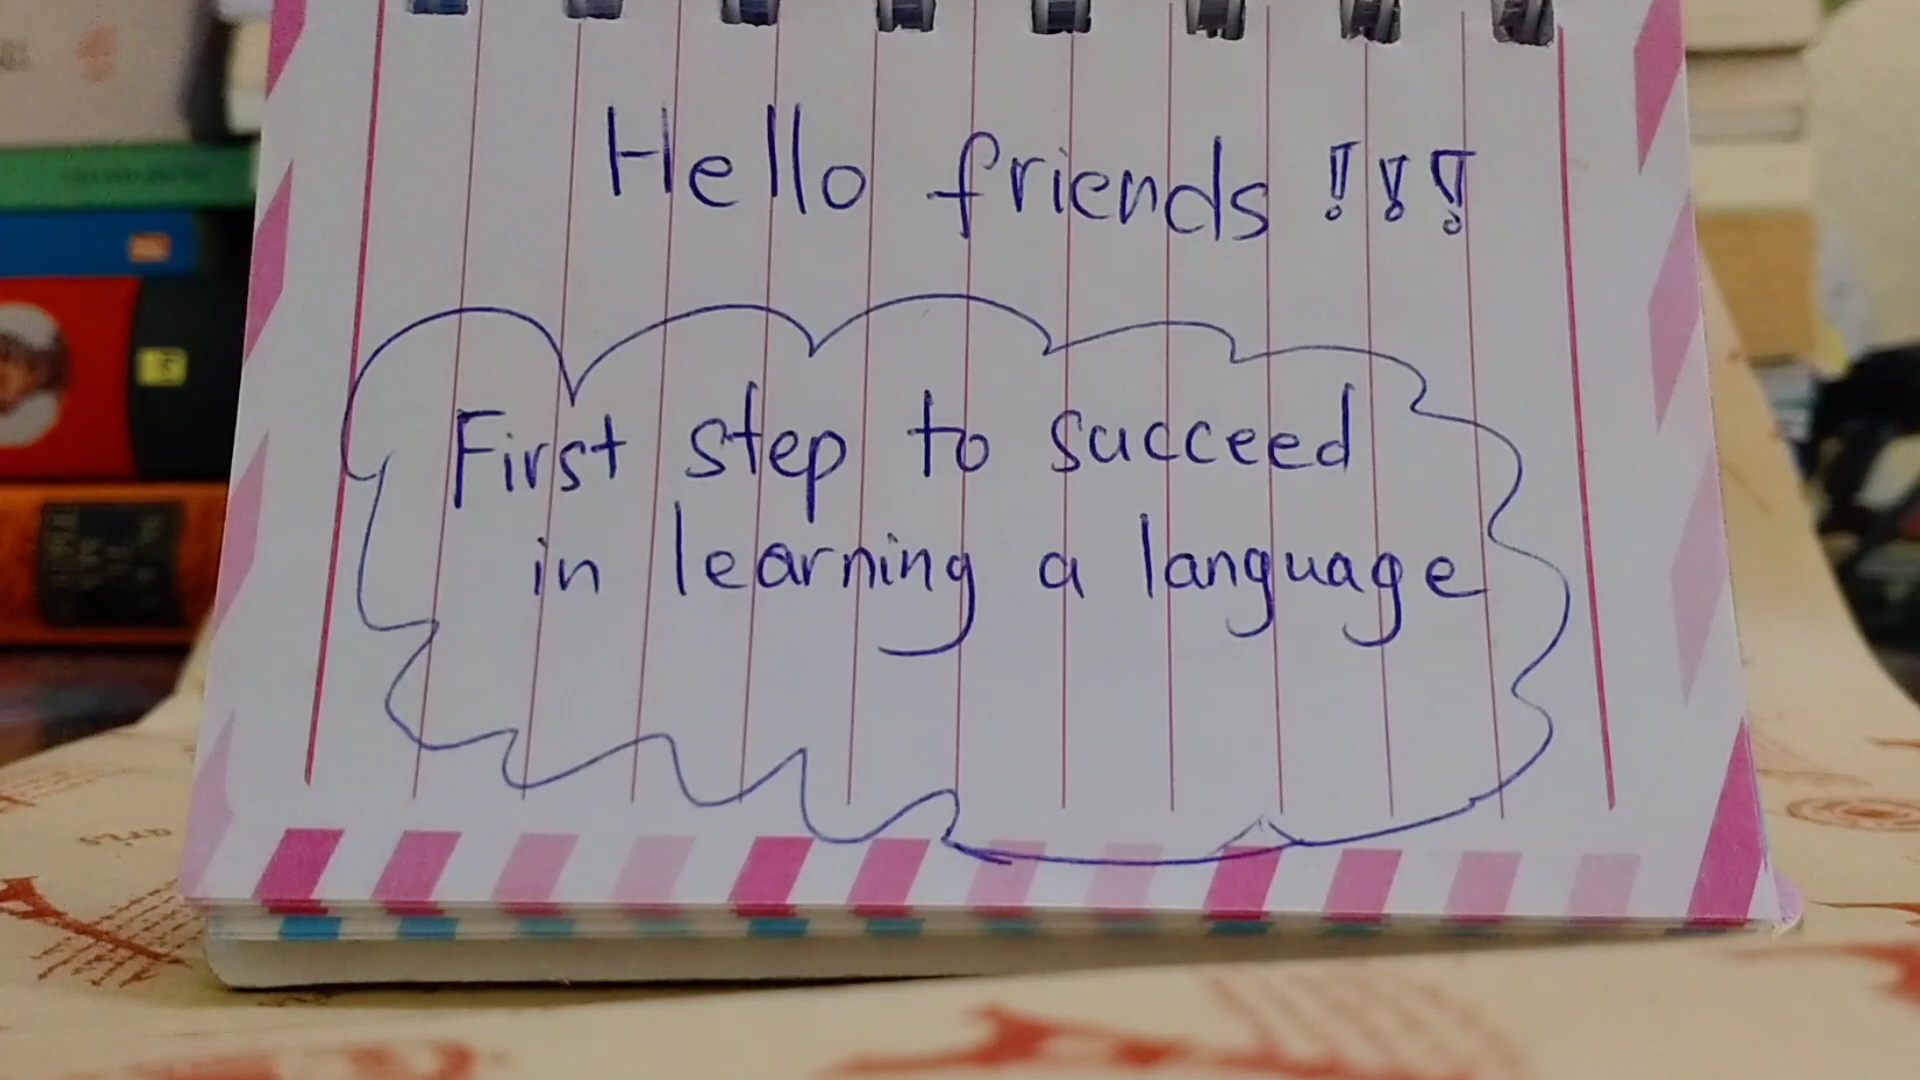 Hello friends !!!
First step to succeed
in learning a language